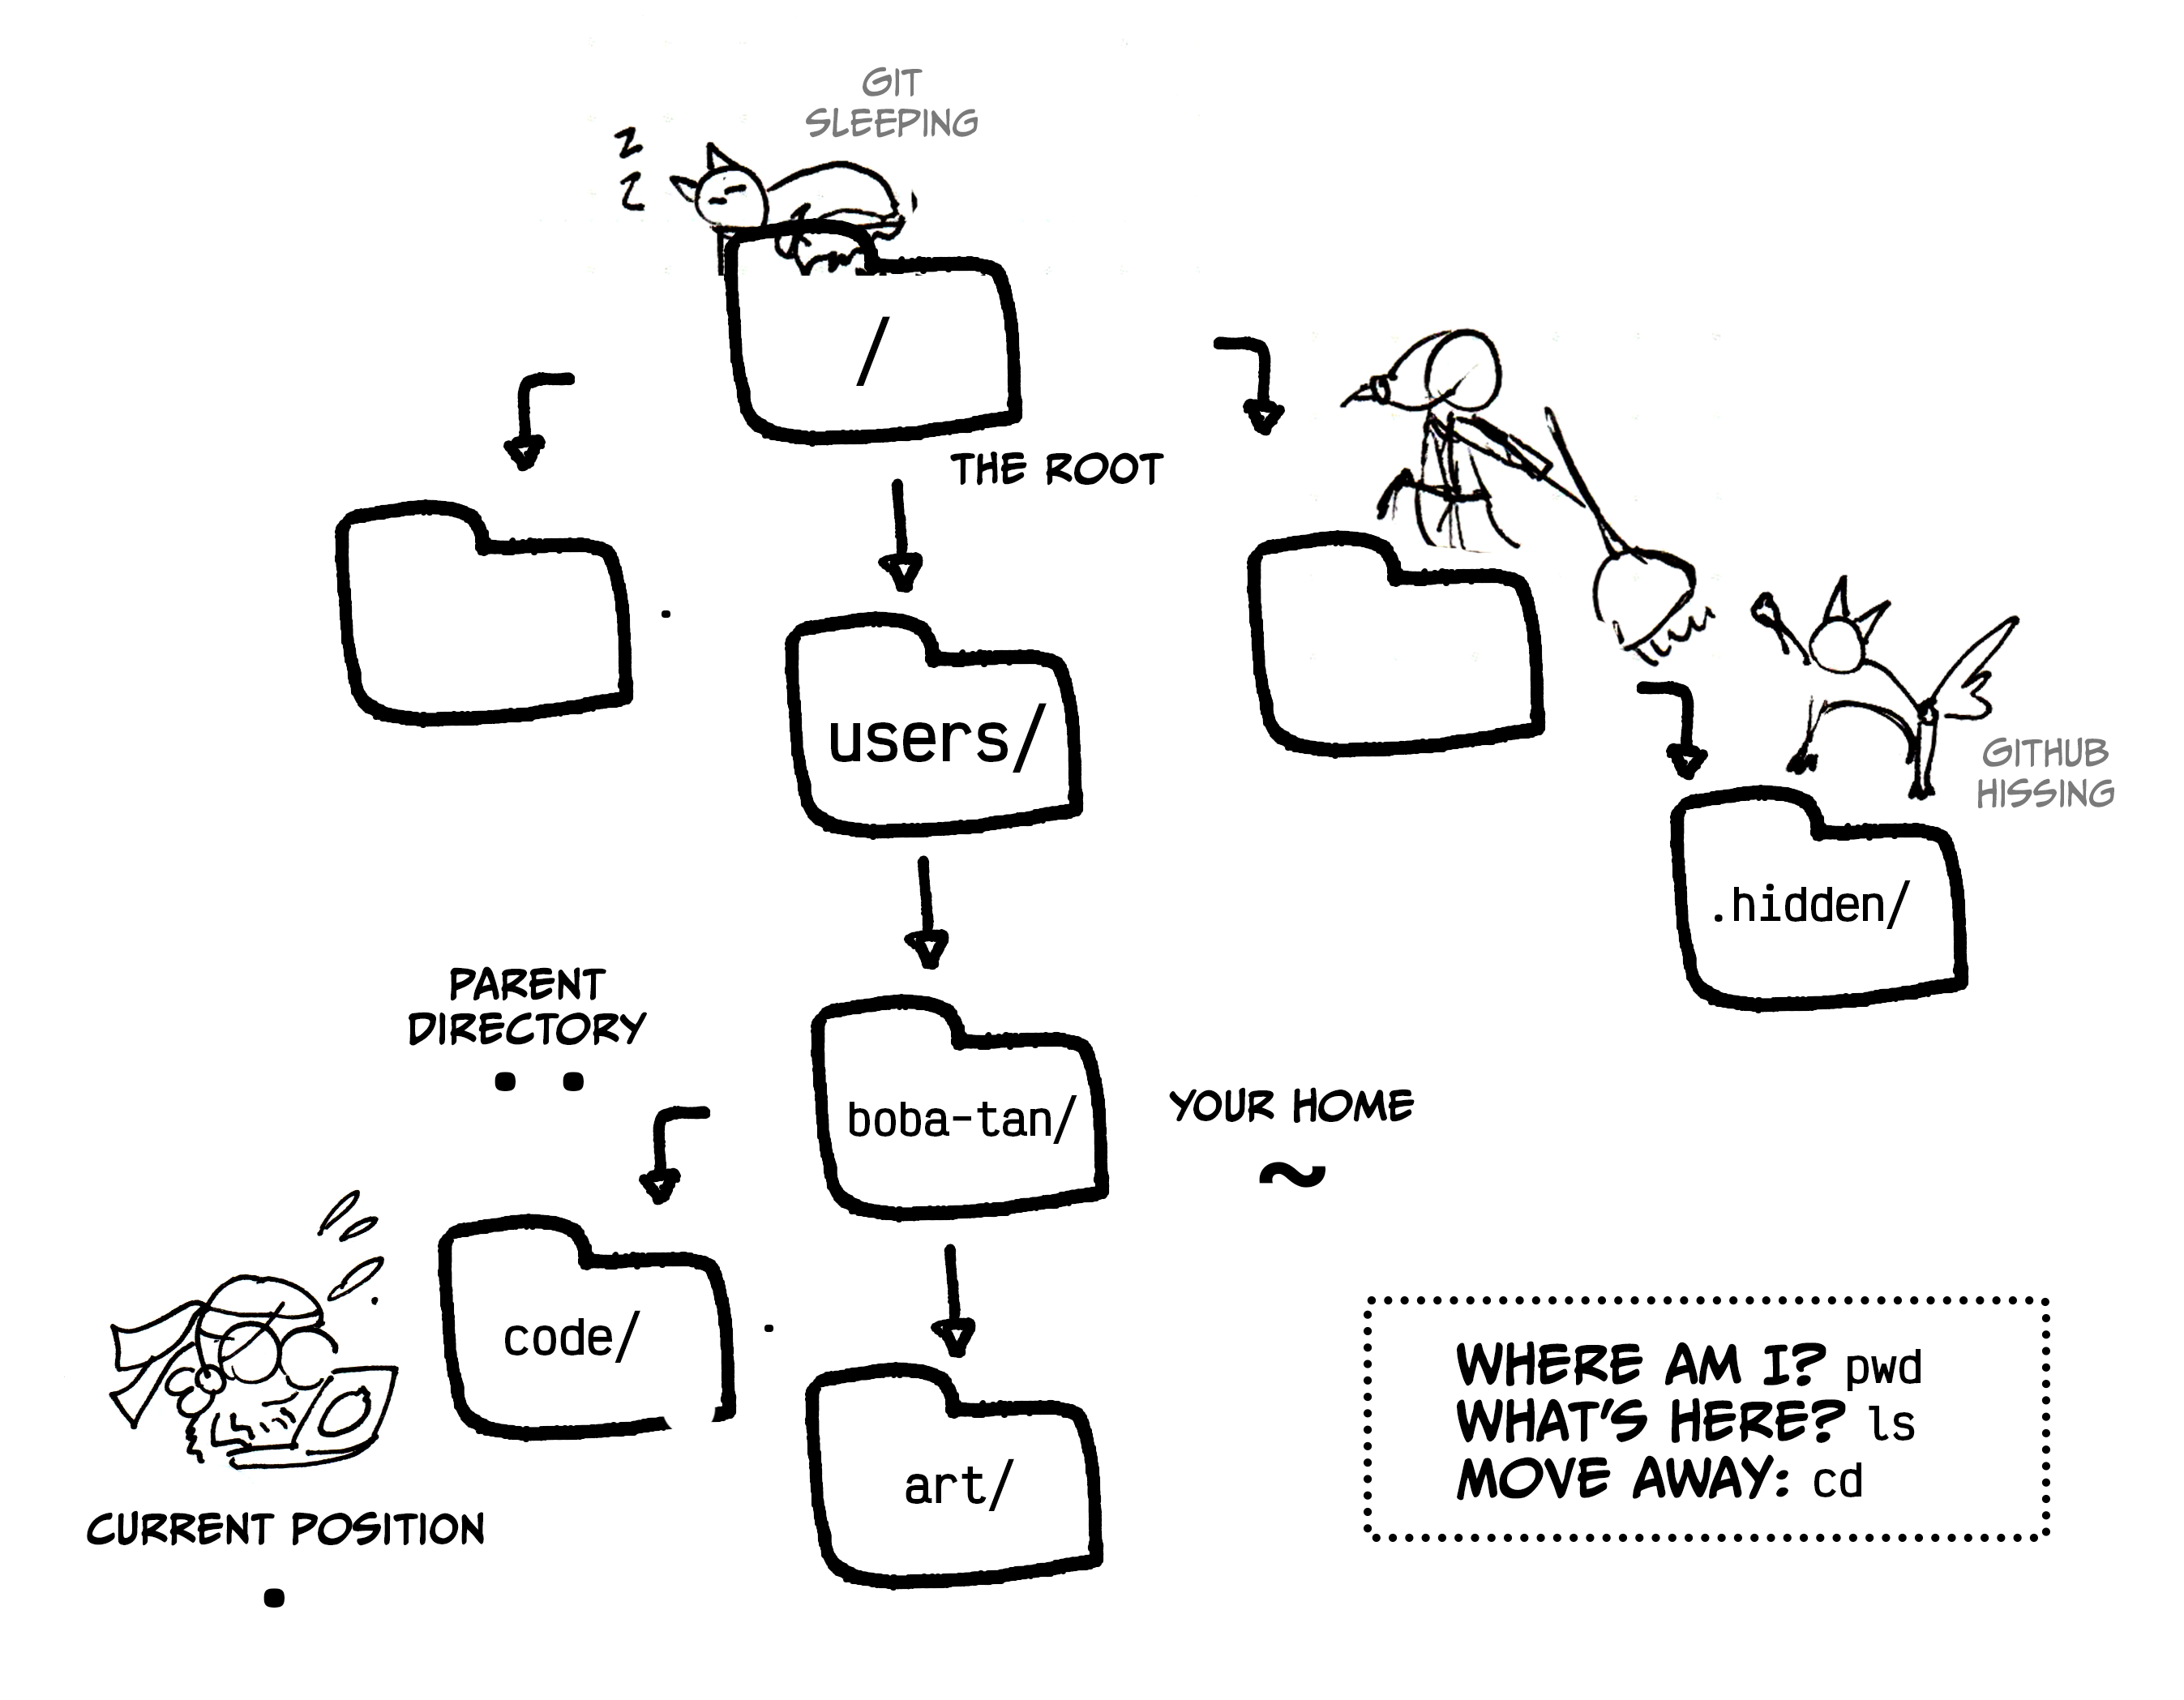 GIT
SLEEPING
z
z
/
THE ROOT
users/
GITHUB
HISSING
.hidden/
PARENT
DIRECTORY
..
boba-tan/
YOUR HOME
~
code/
art/
CURRENT POSITION
.
WHERE AM I? pwd
WHAT'S HERE? ls
MOVE AWAY: cd